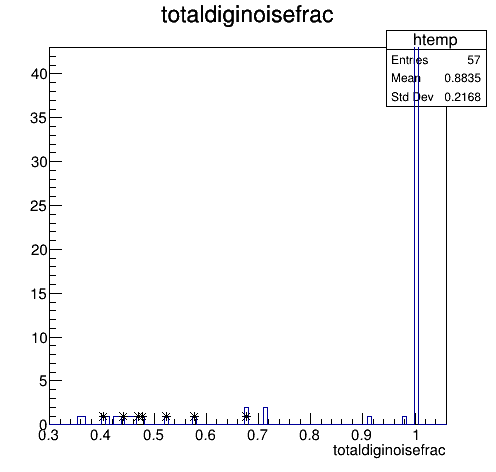 totaldiginoisefrac
htemp
Entries 57
Mean 0.8835
Std Dev 0.2168
40
35
30
25
20
15
10
5
0
0.3 0.4 0.5 0.6 0.7 0.8 0.9 1
totaldiginoisefrac